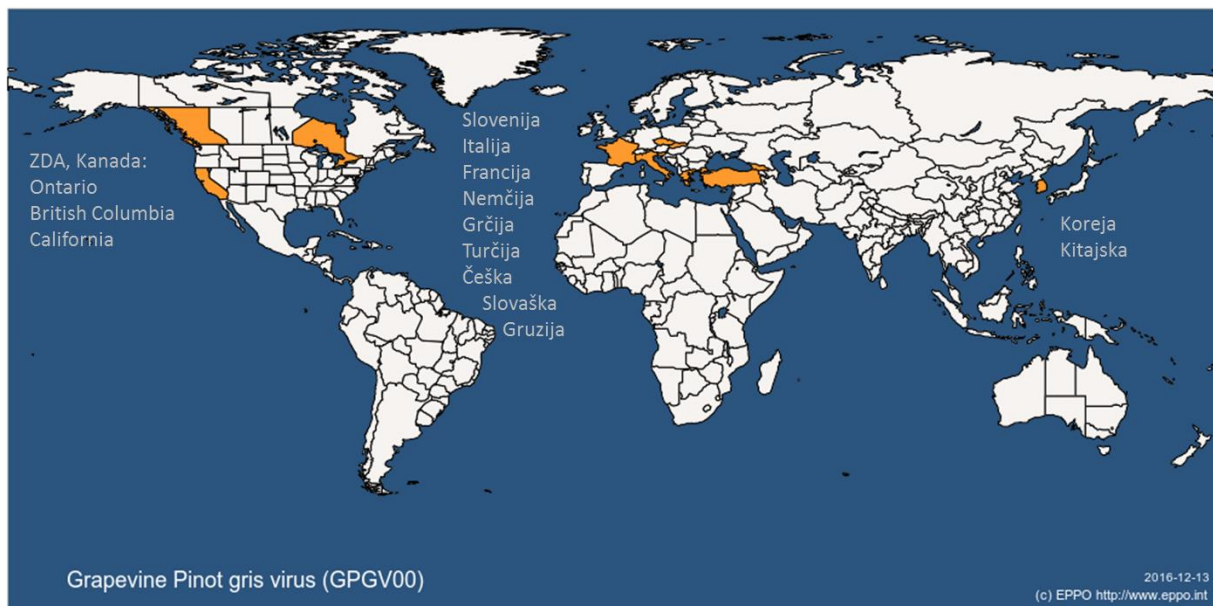 ZDA, Kanada:
Ontario
British Columbia
California
Slovenija
Italija
Francija
Nemčija
Grčija
Turčija
Češka
Slovaška
Gruzija
Koreja
Kitajska
Grapevine Pinot gris virus (GPGV00)
2016-12-13
(c) EPPO http://www.eppo.int